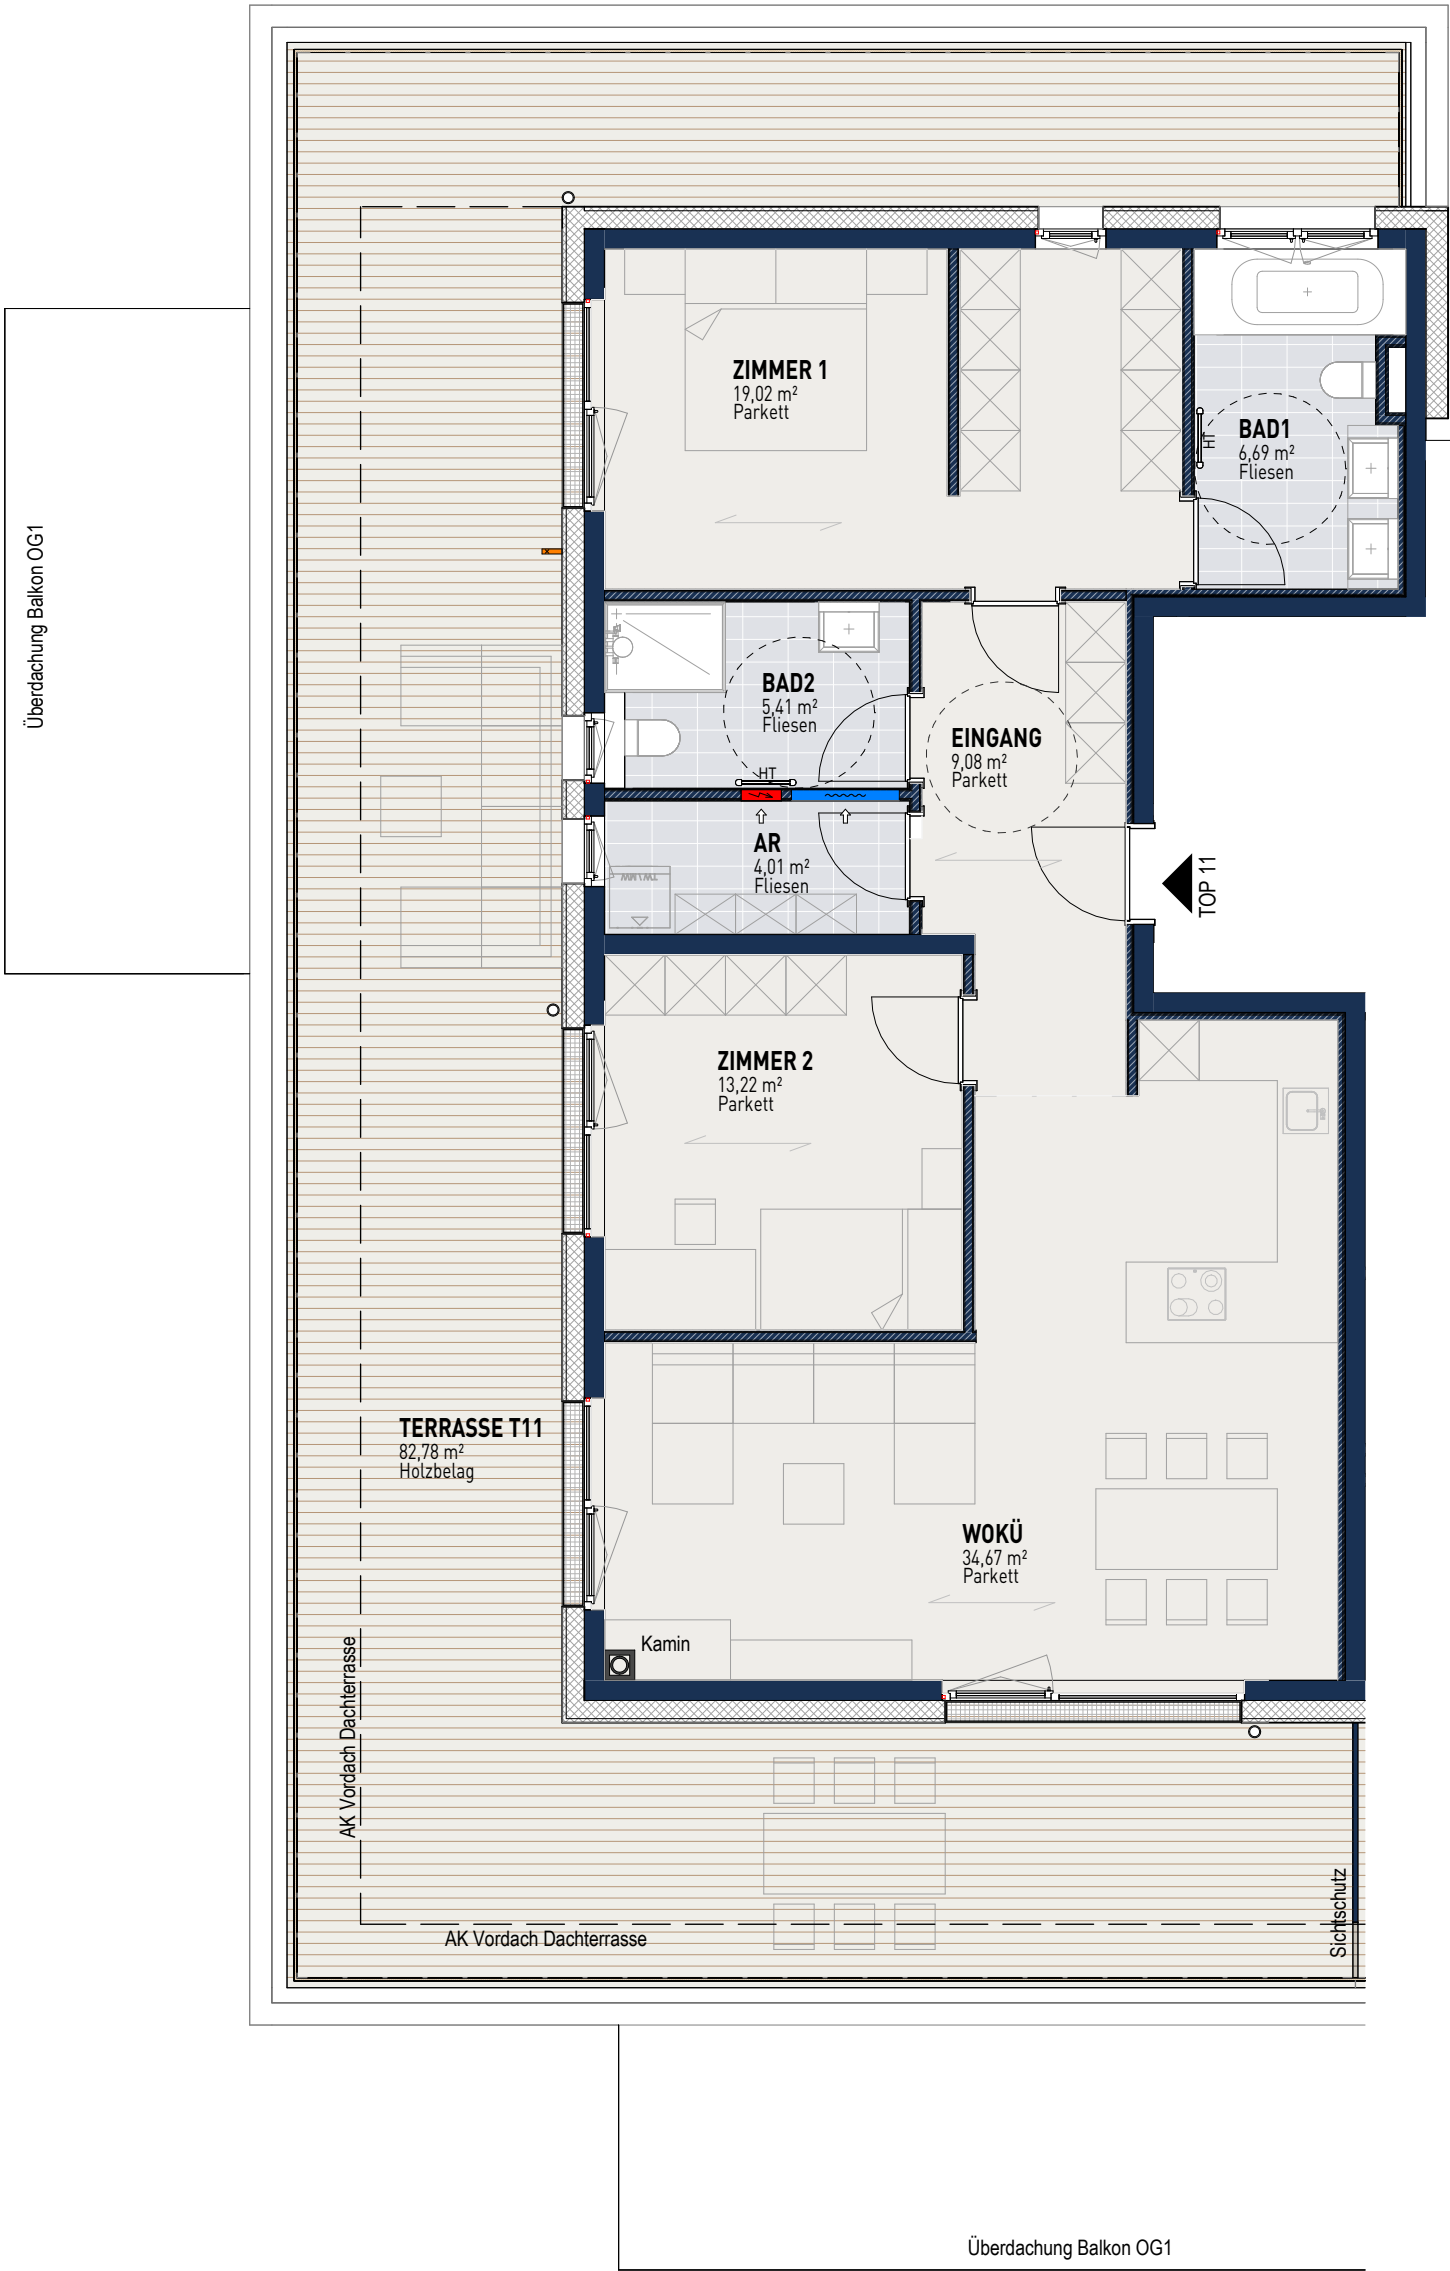 ZIMMER 1
19,02 m²
Parkett
BAD1
6,69 m²
Fliesen
HT
Überdachung Balkon OG1
BAD2
5,41 m²
Fliesen
HT
EINGANG
9,08 m²
Parkett
AR
4,01 m²
Fliesen
TW/WM
TOP 11
ZIMMER 2
13,22 m²
Parkett
TERRASSE T11
82,78 m²
Holzbelag
WOKÜ
34,67 m²
Parkett
Kamin
AK Vordach Dachterrasse
AK Vordach Dachterrasse
Sichtschutz
Überdachung Balkon OG1